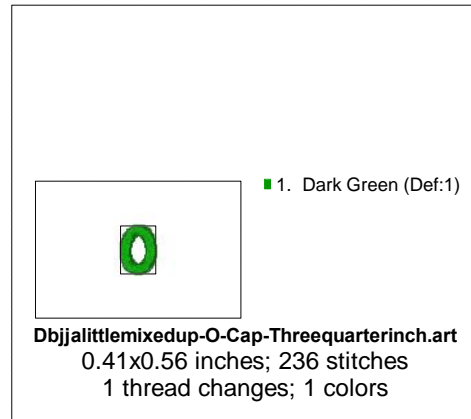 1. Dark Green (Def:1)
O
Dbjjalittlemixedup-O-Cap-Threequarterinch.art
0.41x0.56 inches; 236 stitches
1 thread changes; 1 colors